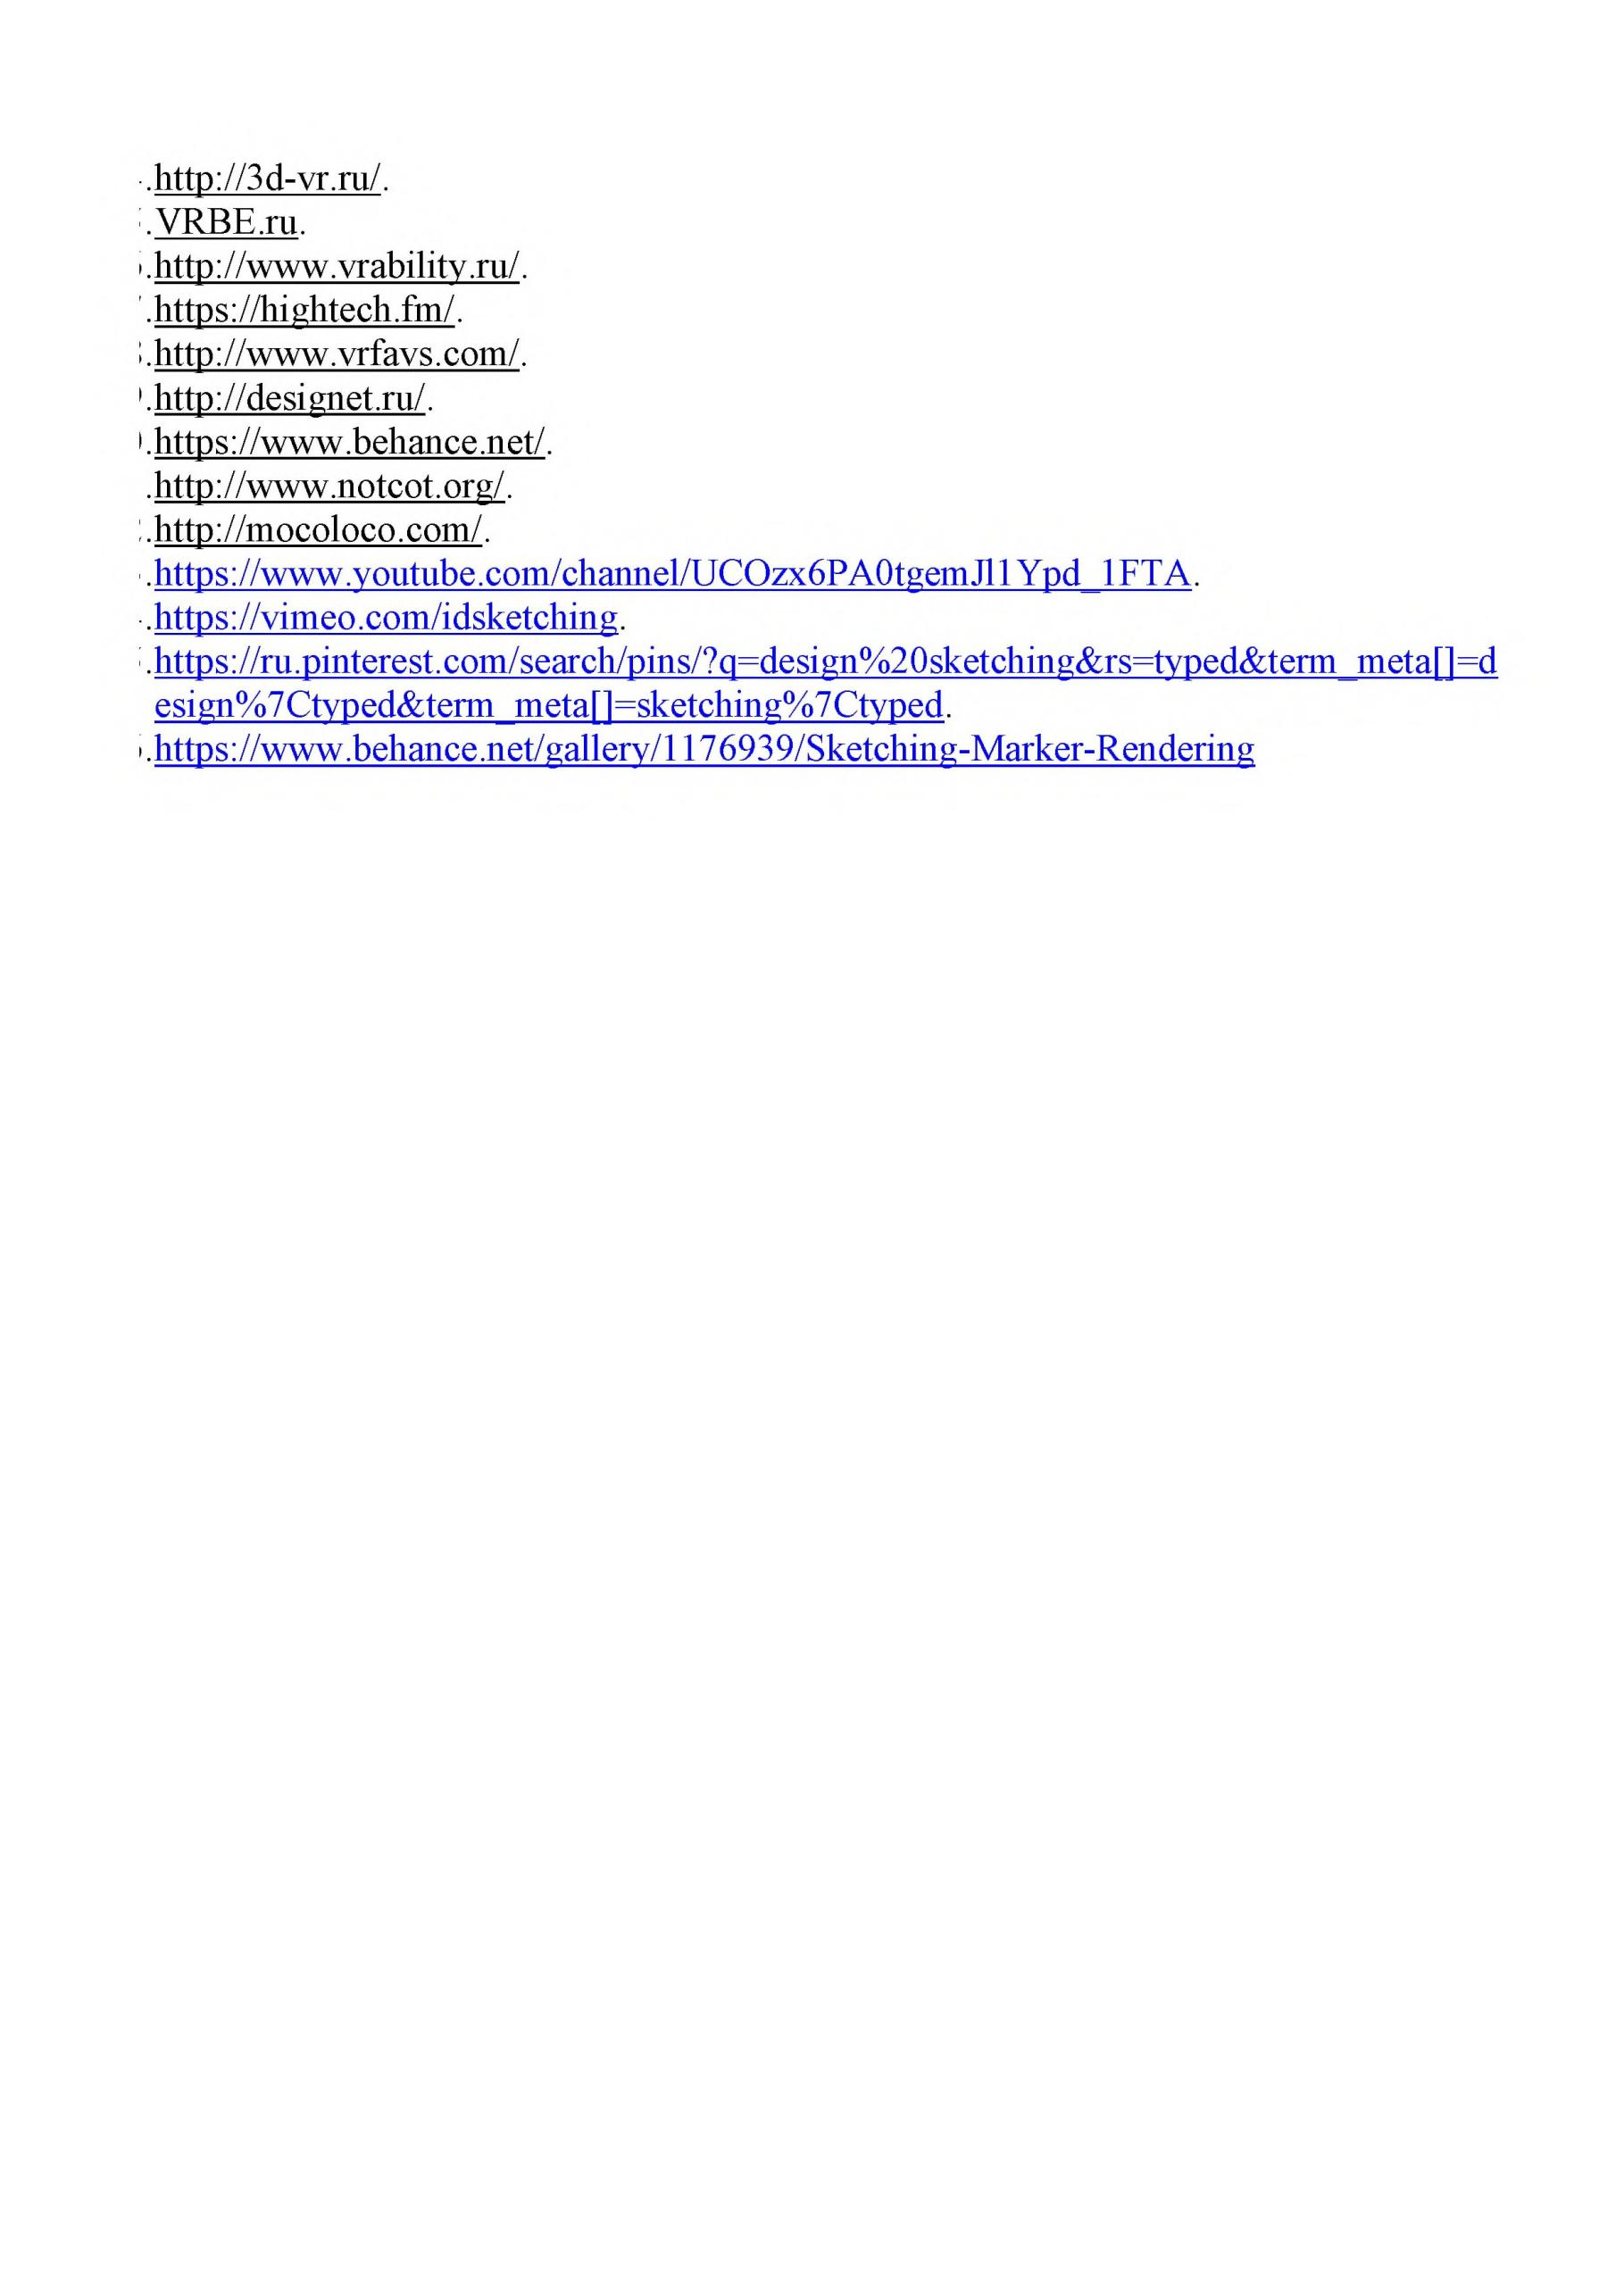 .http://3d-vr.ru/.
.VRBE.ru.
.http://www.vrability.ru/.
.https://hightech.fm/.
.http://www.vrfavs.com/.
.http://designet.ru/.
.https://www.behance.net/.
.http://www.notcot.org/.
.http://mocoloco.com/.
.https://www.youtube.com/channel/UCOzx6PA0tgemJl1Ypd_1FTA.
.https://vimeo.com/idsketching.
.https://ru.pinterest.com/search/pins/?q=design%20sketching&rs=typed&term_meta[]=d
esign%7Ctyped&term_meta[]=sketching%7Ctyped.
.https://www.behance.net/gallery/1176939/Sketching-Marker-Rendering